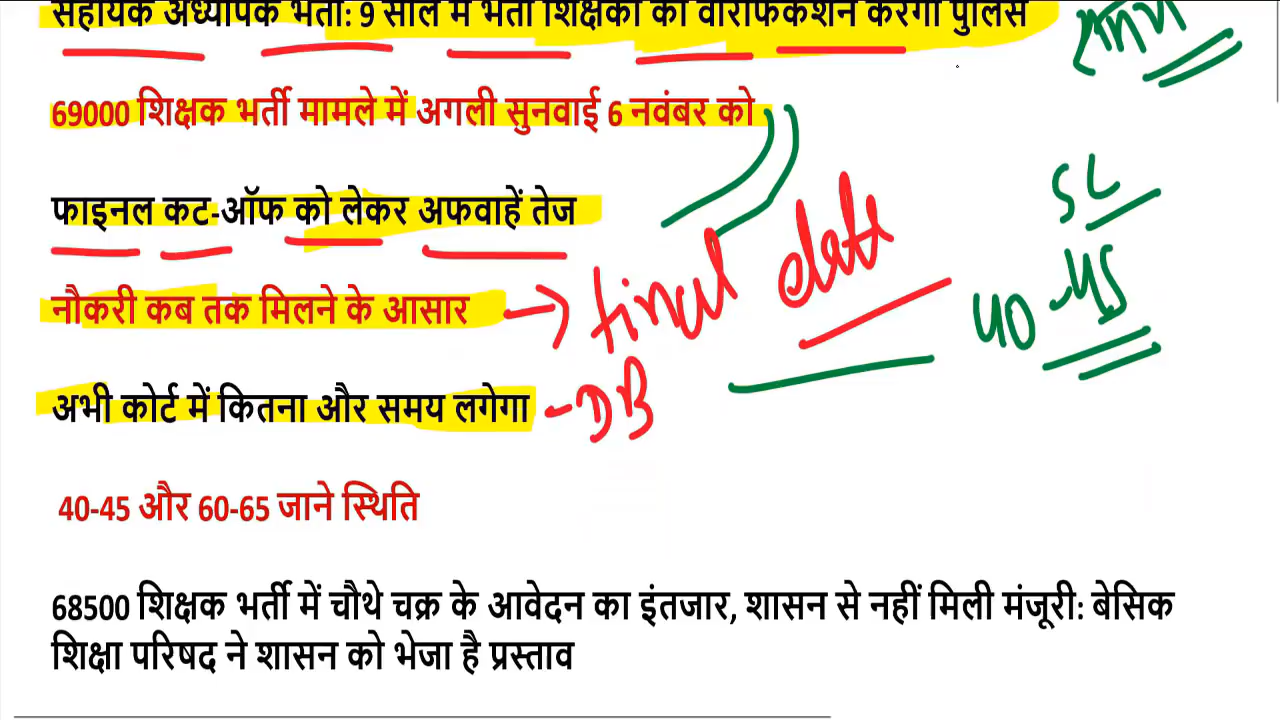 सहायक अध्यापक भर्ती: 9 साल में भर्ती शिक्षकों का वेरिफिकेशन करेगी पुलिस
69000 शिक्षक भर्ती मामले में अगली सुनवाई 6 नवंबर को
SC
फाइनल कट-ऑफ को लेकर अफवाहें तेज
40-45
नौकरी कब तक मिलने के आसार final date
अभी कोर्ट में कितना और समय लगेगा -DB
40-45 और 60-65 जाने स्थिति
68500 शिक्षक भर्ती में चौथे चक्र के आवेदन का इंतजार, शासन से नहीं मिली मंजूरी: बेसिक
शिक्षा परिषद ने शासन को भेजा है प्रस्ताव